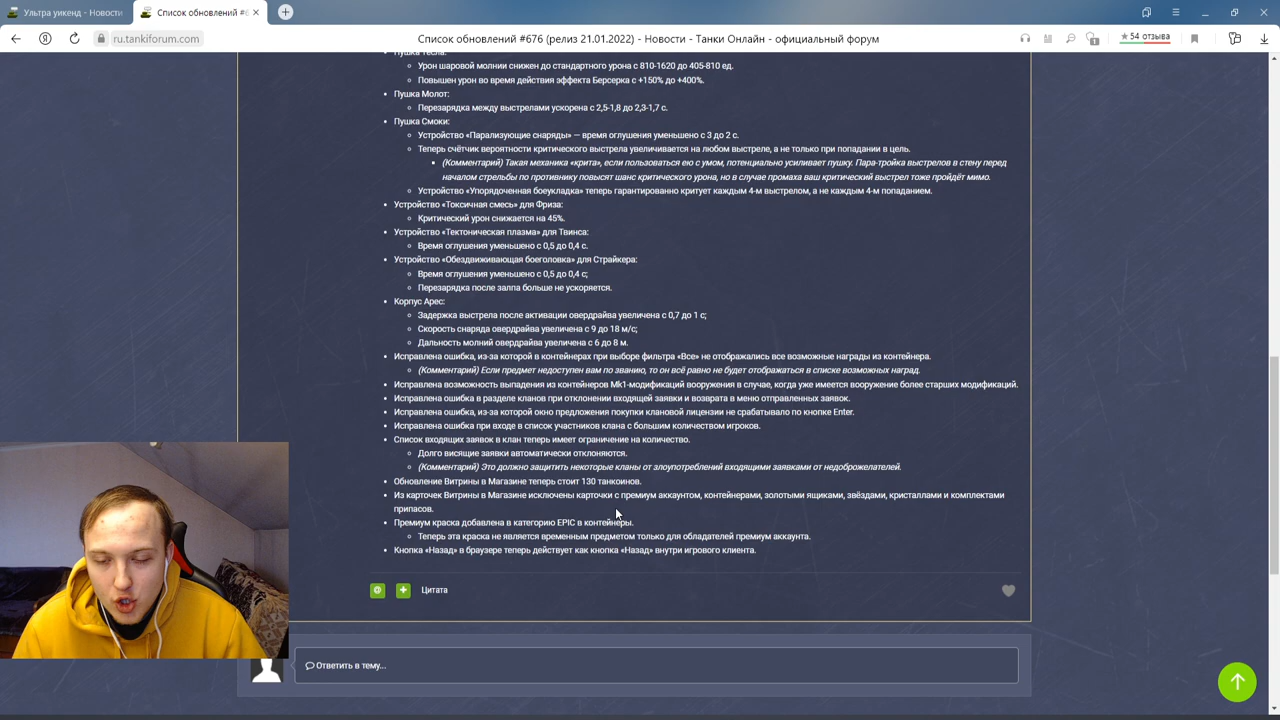 Ультра уикенд - Новости
Список обновлений #6
Список обновлений #676 (релиз 21.01.2022) - Новости - Танки Онлайн - официальный форум
ru.tankiforum.com
★ 54 отзыва
Пушка Тесла:
Урон шаровой молнии снижен до стандартного урона с 810-1620 до 405-810 ед.
Повышен урон во время действия эффекта Берсерка с +150% до +400%.
Пушка Молот:
Перезарядка между выстрелами ускорена с 2,5-1,8 до 2,3-1,7 с.
Пушка Смоки:
Устройство «Парализующие снаряды» — время оглушения уменьшено с 3 до 2 с.
Теперь счётчик вероятности критического выстрела увеличивается на любом выстреле, а не только при попадании в цель.
(Комментарий) Такая механика «крита», если пользоваться ею с умом, потенциально усиливает пушку. Пара-тройка выстрелов в стену перед
началом стрельбы по противнику повысят шанс критического урона, но в случае промаха ваш критический выстрел тоже пройдёт мимо.
Устройство «Упорядоченная боеукладка» теперь гарантированно критует каждым 4-м выстрелом, а не каждым 4-м попаданием.
Устройство «Токсичная смесь» для Фриза:
Критический урон снижается на 45%.
Устройство «Тектоническая плазма» для Твинса:
Время оглушения уменьшено с 0,5 до 0,4 с.
Устройство «Обездвиживающая боеголовка» для Страйкера:
Время оглушения уменьшено с 0,5 до 0,4 с;
Перезарядка после залпа больше не ускоряется.
Корпус Арес:
Задержка выстрела после активации овердрайва увеличена с 0,7 до 1 с;
Скорость снаряда овердрайва увеличена с 9 до 18 м/с;
Дальность молний овердрайва увеличена с 6 до 8 м.
Исправлена ошибка, из-за которой в контейнерах при выборе фильтра «Все» не отображались все возможные награды из контейнера.
(Комментарий) Если предмет недоступен вам по званию, то он всё равно не будет отображаться в списке возможных наград.
Исправлена возможность выпадения из контейнеров Mk1-модификаций вооружения в случае, когда уже имеется вооружение более старших модификаций.
Исправлена ошибка в разделе кланов при отклонении входящей заявки и возврата в меню отправленных заявок.
Исправлена ошибка, из-за которой окно предложения покупки клановой лицензии не срабатывало по кнопке Enter.
Исправлена ошибка при входе в список участников клана с большим количеством игроков.
Список входящих заявок в клан теперь имеет ограничение на количество.
Долго висящие заявки автоматически отклоняются.
(Комментарий) Это должно защитить некоторые кланы от злоупотреблений входящими заявками от недоброжелателей.
Обновление Витрины в Магазине теперь стоит 130 танкоинов.
Из карточек Витрины в Магазине исключены карточки с премиум аккаунтом, контейнерами, золотыми ящиками, звёздами, кристаллами и комплектами
припасов.
Премиум краска добавлена в категорию EPIC в контейнеры.
Теперь эта краска не является временным предметом только для обладателей премиум аккаунта.
Кнопка «Назад» в браузере теперь действует как кнопка «Назад» внутри игрового клиента.
Цитата
Ответить в тему...